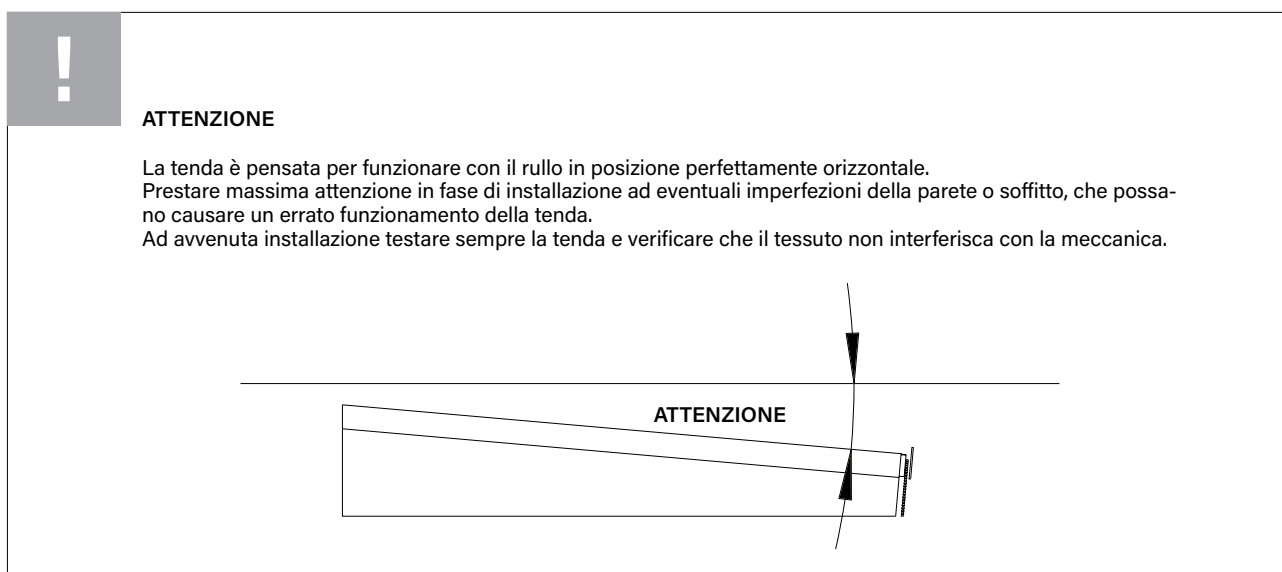 !
ATTENZIONE
La tenda è pensata per funzionare con il rullo in posizione perfettamente orizzontale.
Prestare massima attenzione in fase di installazione ad eventuali imperfezioni della parete o soffitto, che possa-
no causare un errato funzionamento della tenda.
Ad avvenuta installazione testare sempre la tenda e verificare che il tessuto non interferisca con la meccanica.
ATTENZIONE